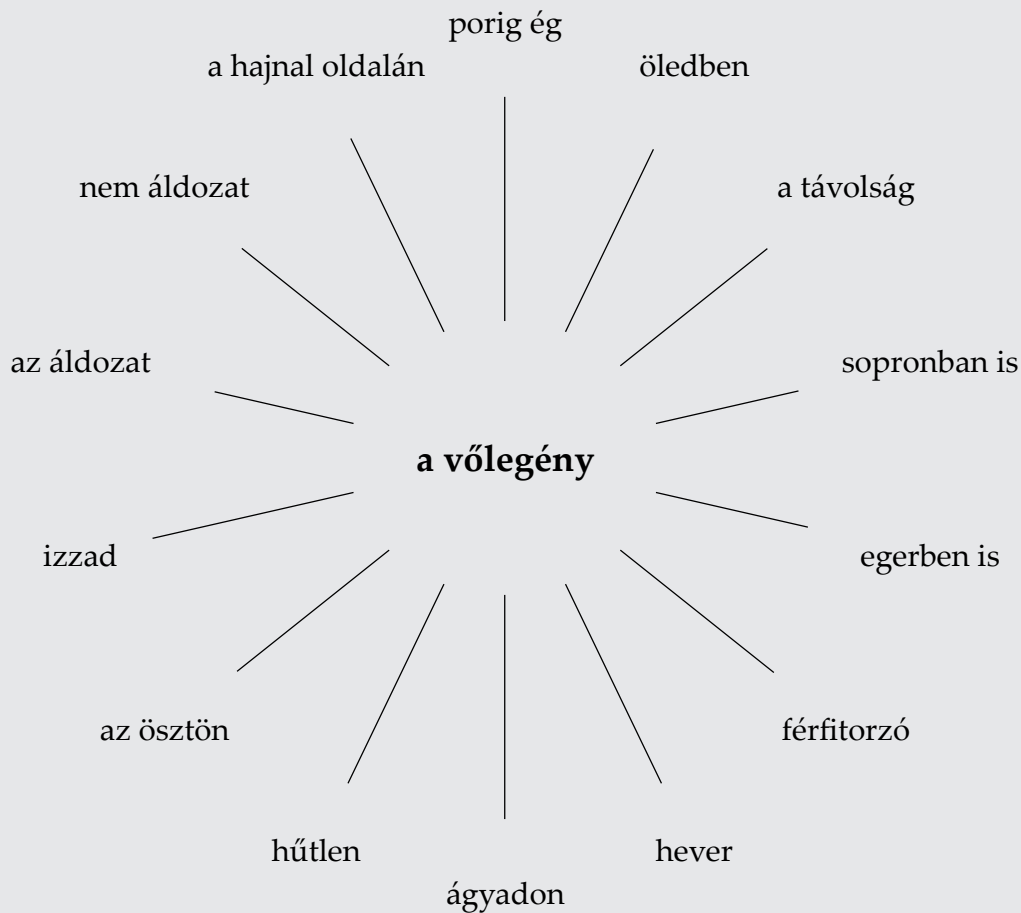 porig ég
a hajnal oldalán
öledben
nem áldozat
a távolság
az áldozat
sopronban is
a vőlegény
izzad
egerben is
az ösztön
férfitorzó
hűtlen
hever
ágyadon